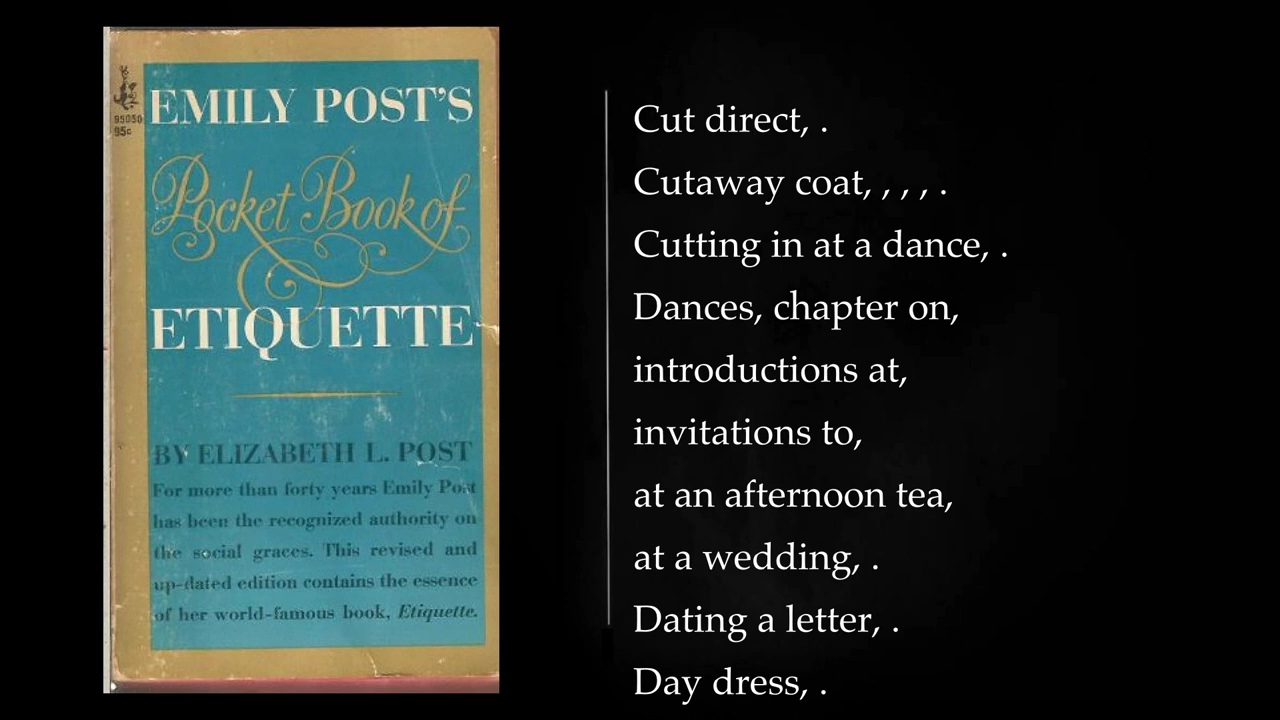 95050
95c
EMILY POST'S
Pocket Book of
ETIQUETTE
BY ELIZABETH L. POST
For more than forty years Emily Post
has been the recognized authority on
the social graces. This revised and
up-dated edition contains the essence
of her world-famous book, Etiquette.
Cut direct, .
Cutaway coat, , , , .
Cutting in at a dance, .
Dances, chapter on,
introductions at,
invitations to,
at an afternoon tea,
at a wedding, .
Dating a letter, .
Day dress, .